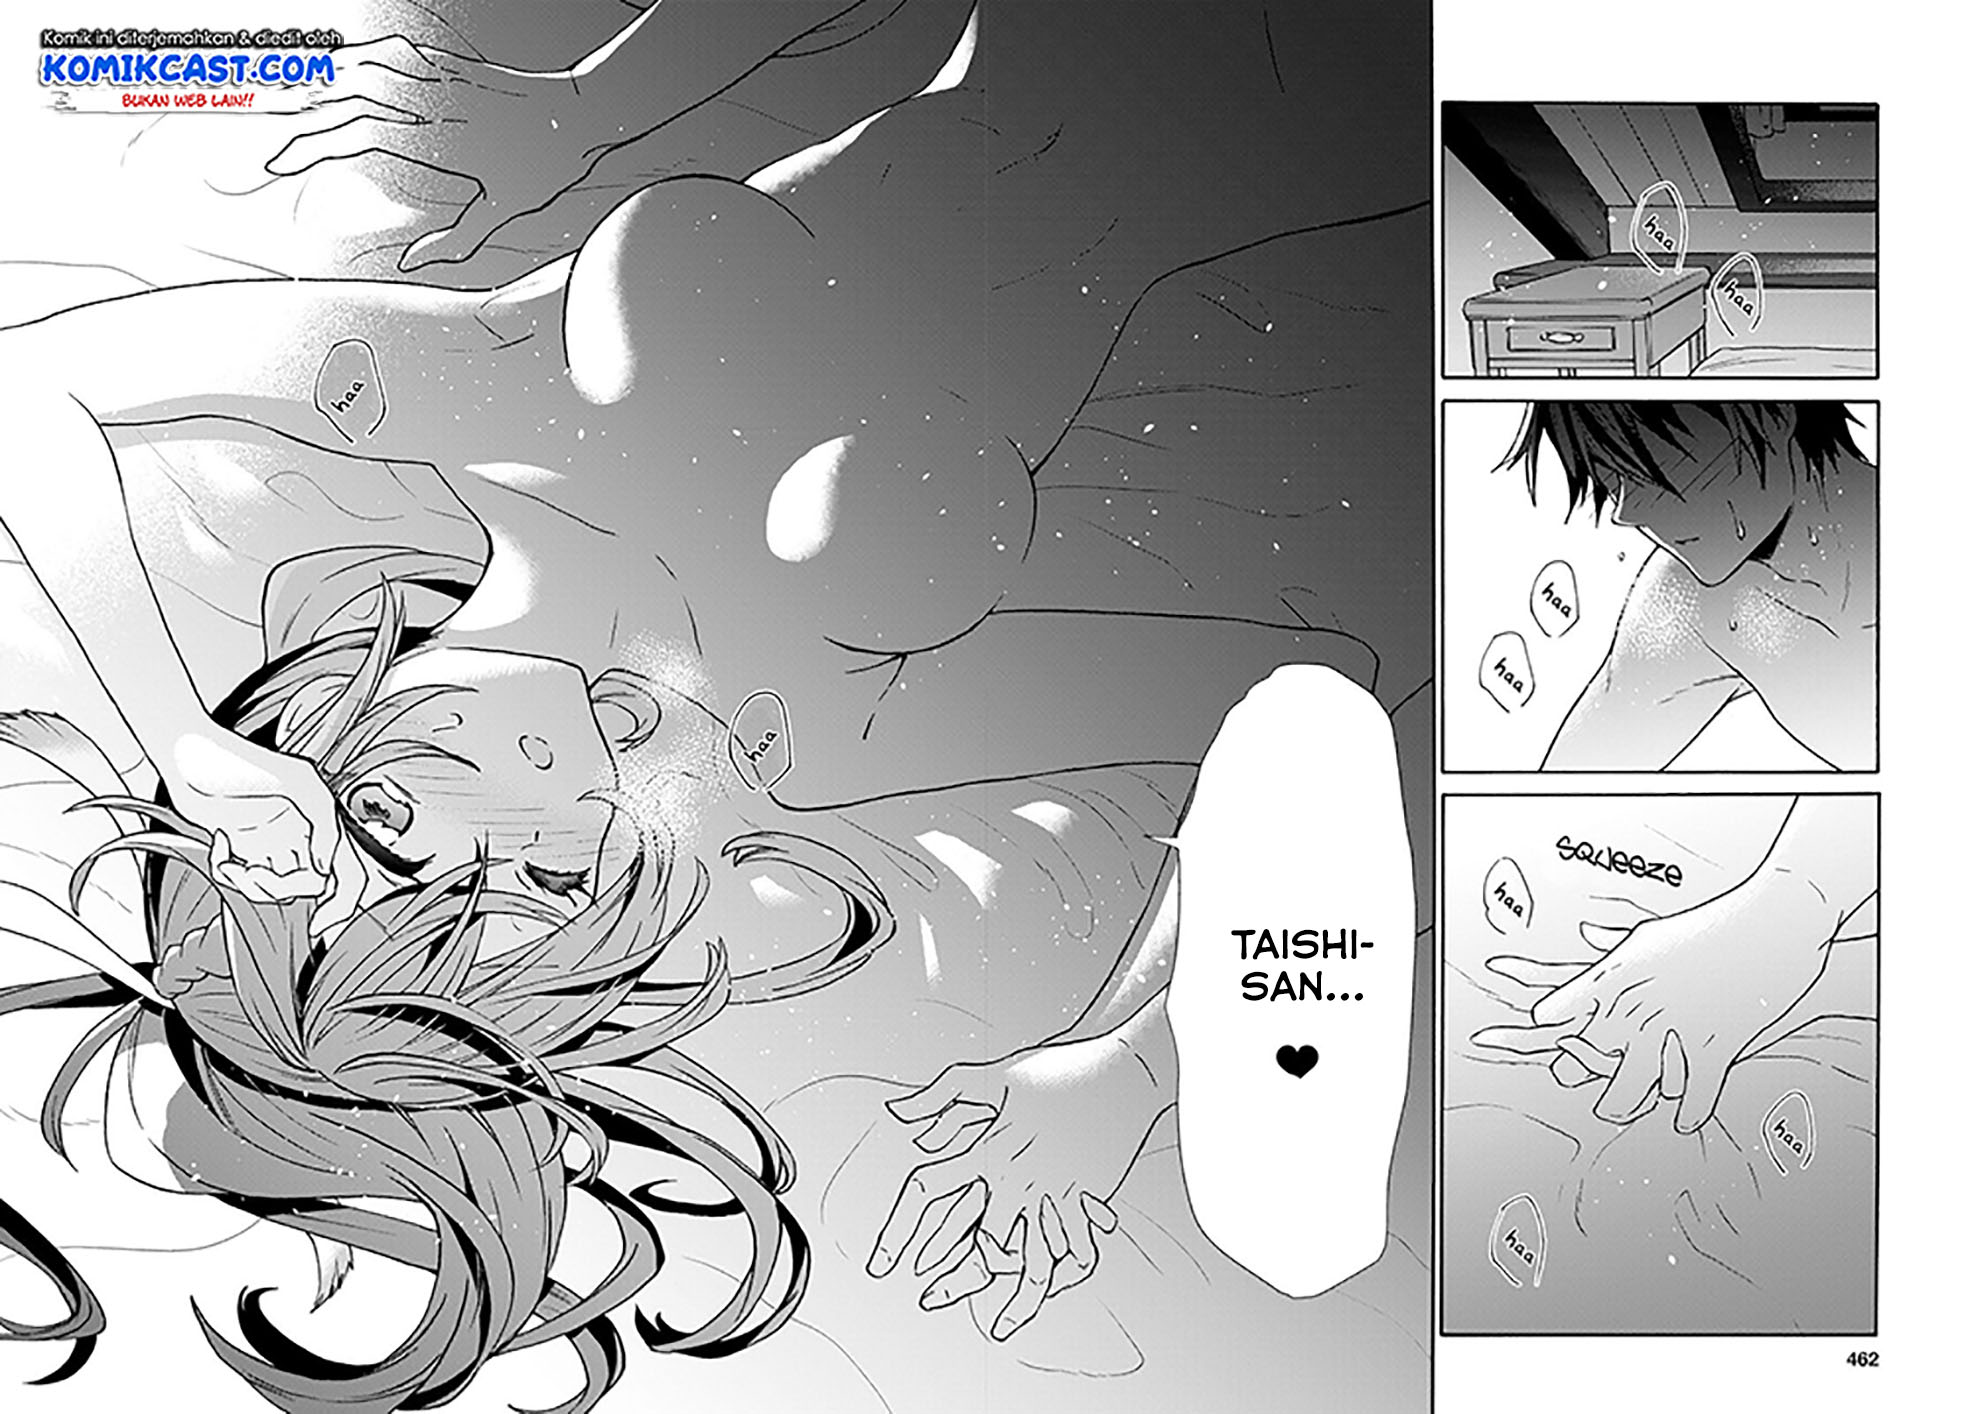 Komik ini diterjemahkan & diedit oleh
KOMIKCAST.COM
BUKAN WEB LAIN!!
haa
haa
haa
haa
SQUEEZE
haa
haa
haa
haa
haa
TAISHI-
SAN...
♥
462